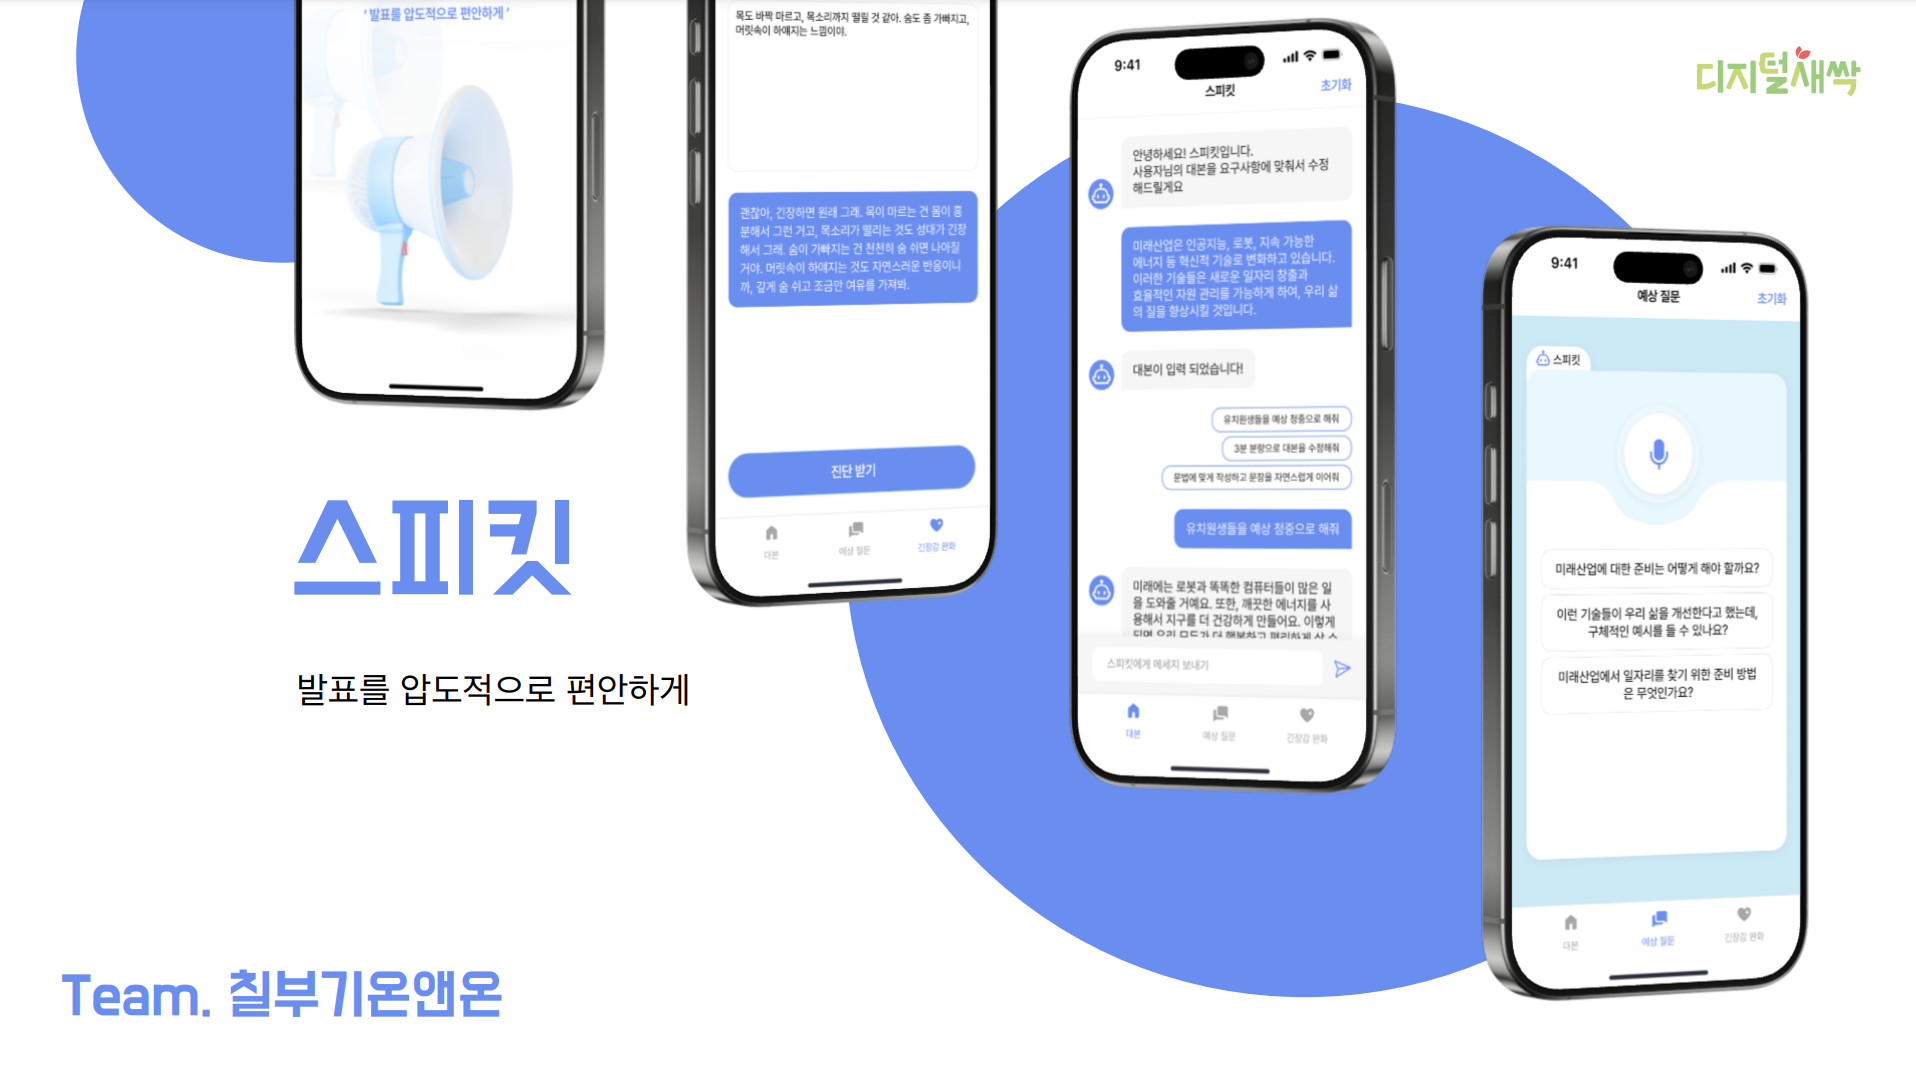 ‘ 발표를 압도적으로 편안하게 ‘
목도 바짝 마르고, 목소리까지 떨릴 것 같아. 숨도 좀 가빠지고,
머릿속이 하얘지는 느낌이야.
괜찮아, 긴장하면 원래 그래. 목이 마르는 건 몸이 흥
분해서 그런 거고, 목소리가 떨리는 것도 성대가 긴장
해서 그래. 숨이 가빠지는 건 천천히 숨 쉬면 나아질
거야. 머릿속이 하얘지는 것도 자연스러운 반응이니
까, 깊게 숨 쉬고 조금만 여유를 가져봐.
진단 받기
대본
예상 질문
긴장감 완화
9:41
스피킷
초기화
안녕하세요! 스피킷입니다.
사용자님의 대본을 요구사항에 맞춰서 수정
해드릴게요
미래산업은 인공지능, 로봇, 지속 가능한
에너지 등 혁신적 기술로 변화하고 있습니다.
이러한 기술들은 새로운 일자리 창출과
효율적인 자원 관리를 가능하게 하여, 우리 삶
의 질을 향상시킬 것입니다.
대본이 입력 되었습니다!
유치원생들을 예상 청중으로 해줘
3분 분량으로 대본을 수정해줘
문법에 맞게 작성하고 문장을 자연스럽게 이어줘
유치원생들을 예상 청중으로 해줘
미래에는 로봇과 똑똑한 컴퓨터들이 많은 일
을 도와줄 거예요. 또한, 깨끗한 에너지를 사
용해서 지구를 더 건강하게 만들어요. 이렇게
되면 우리 모두가 더 행복하고 편리하게 살 수
스피킷에게 메세지 보내기
대본
예상 질문
긴장감 완화
디지털새싹
9:41
예상 질문
초기화
스피킷
미래산업에 대한 준비는 어떻게 해야 할까요?
이런 기술들이 우리 삶을 개선한다고 했는데,
구체적인 예시를 들 수 있나요?
미래산업에서 일자리를 찾기 위한 준비 방법
은 무엇인가요?
대본
예상 질문
긴장감 완화
스피킷
발표를 압도적으로 편안하게
Team. 칠부기온앤온